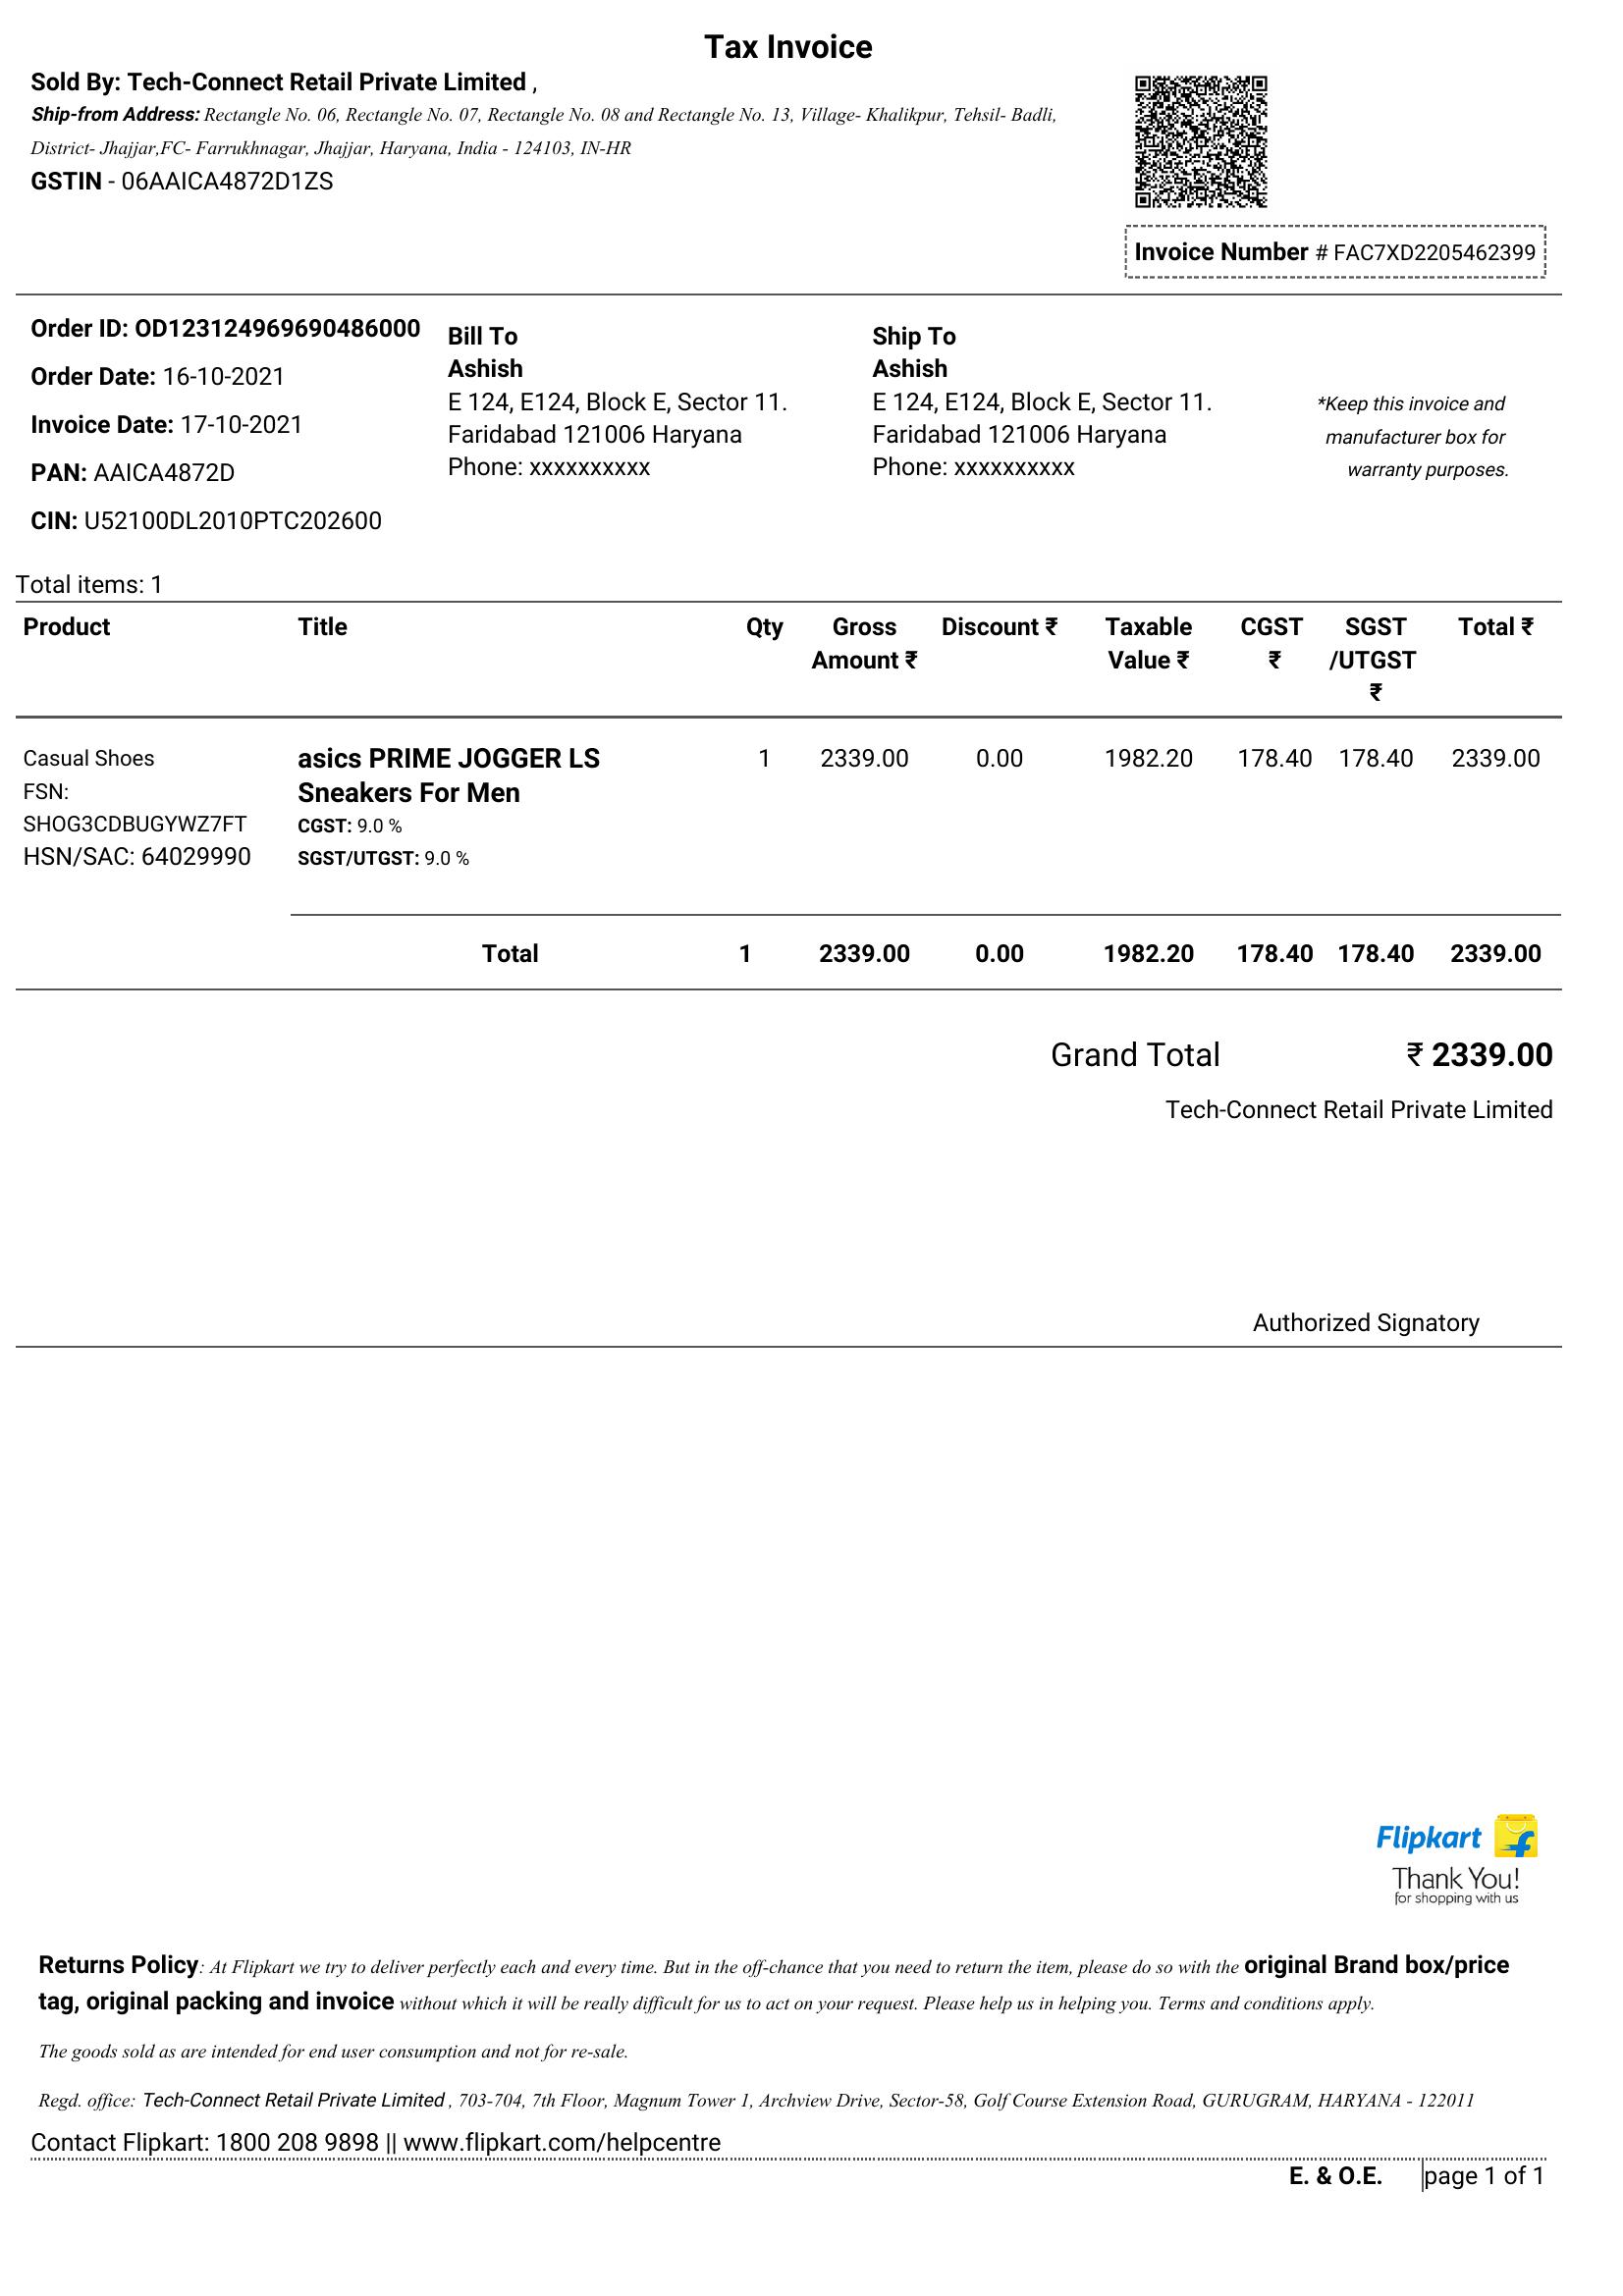 Tax Invoice
Sold By: Tech-Connect Retail Private Limited ,
Ship-from Address: Rectangle No. 06, Rectangle No. 07, Rectangle No. 08 and Rectangle No. 13, Village- Khalikpur, Tehsil- Badli,
District- Jhajjar,FC- Farrukhnagar, Jhajjar, Haryana, India - 124103, IN-HR
GSTIN - 06AAICA4872D1ZS
Invoice Number # FAC7XD2205462399
Order ID: OD123124969690486000
Order Date: 16-10-2021
Invoice Date: 17-10-2021
PAN: AAICA4872D
CIN: U52100DL2010PTC202600
Bill To
Ashish
E 124, E124, Block E, Sector 11.
Faridabad 121006 Haryana
Phone: xxxxxxxxxx
Ship To
Ashish
E 124, E124, Block E, Sector 11.
Faridabad 121006 Haryana
Phone: xxxxxxxxxx
*Keep this invoice and
manufacturer box for
warranty purposes.
Total items: 1
Product Title Qty Gross Amount ₹ Discount ₹ Taxable Value ₹ CGST ₹ SGST /UTGST ₹ Total ₹
Casual Shoes
FSN:
SHOG3CDBUGYWZ7FT
HSN/SAC: 64029990
asics PRIME JOGGER LS
Sneakers For Men
CGST: 9.0 %
SGST/UTGST: 9.0 %
1 2339.00 0.00 1982.20 178.40 178.40 2339.00
Total 1 2339.00 0.00 1982.20 178.40 178.40 2339.00
Grand Total ₹ 2339.00
Tech-Connect Retail Private Limited
Authorized Signatory
Flipkart
Thank You!
for shopping with us
Returns Policy: At Flipkart we try to deliver perfectly each and every time. But in the off-chance that you need to return the item, please do so with the original Brand box/price
tag, original packing and invoice without which it will be really difficult for us to act on your request. Please help us in helping you. Terms and conditions apply.
The goods sold as are intended for end user consumption and not for re-sale.
Regd. office: Tech-Connect Retail Private Limited , 703-704, 7th Floor, Magnum Tower 1, Archview Drive, Sector-58, Golf Course Extension Road, GURUGRAM, HARYANA - 122011
Contact Flipkart: 1800 208 9898 || www.flipkart.com/helpcentre
E. & O.E. page 1 of 1